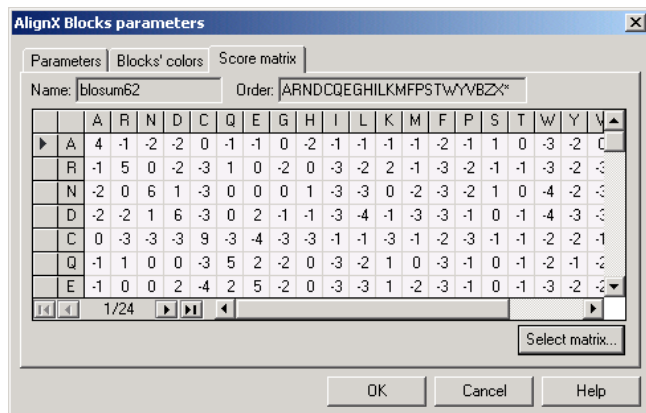 AlignX Blocks parameters
Parameters Blocks' colors Score matrix
Name: blosum62 Order: ARNDCQEGHILKMFPSTWYVBZX*
A R N D C Q E G H I L K M F P S T W Y V
A 4 -1 -2 -2 0 -1 -1 0 -2 -1 -1 -1 -1 -2 -1 1 0 -3 -2 0
R -1 5 0 -2 -3 1 0 -2 0 -3 -2 2 -1 -3 -2 -1 -1 -3 -2 -3
N -2 0 6 1 -3 0 0 0 1 -3 -3 0 -2 -3 -2 1 0 -4 -2 -3
D -2 -2 1 6 -3 0 2 -1 -1 -3 -4 -1 -3 -3 -1 0 -1 -4 -3 -3
C 0 -3 -3 -3 9 -3 -4 -3 -3 -1 -1 -3 -1 -2 -3 -1 -1 -2 -2 -1
Q -1 1 0 0 -3 5 2 -2 0 -3 -2 1 0 -3 -1 0 -1 -2 -1 -2
E -1 0 0 2 -4 2 5 -2 0 -3 -3 1 -2 -3 -1 0 -1 -3 -2 -2
1/24
Select matrix...
OK Cancel Help